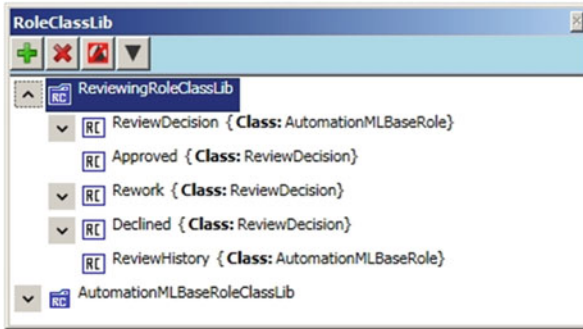 RoleClassLib
ReviewingRoleClassLib
ReviewDecision {Class: AutomationMLBaseRole}
Approved {Class: ReviewDecision}
Rework {Class: ReviewDecision}
Declined {Class: ReviewDecision}
ReviewHistory {Class: AutomationMLBaseRole}
AutomationMLBaseRoleClassLib